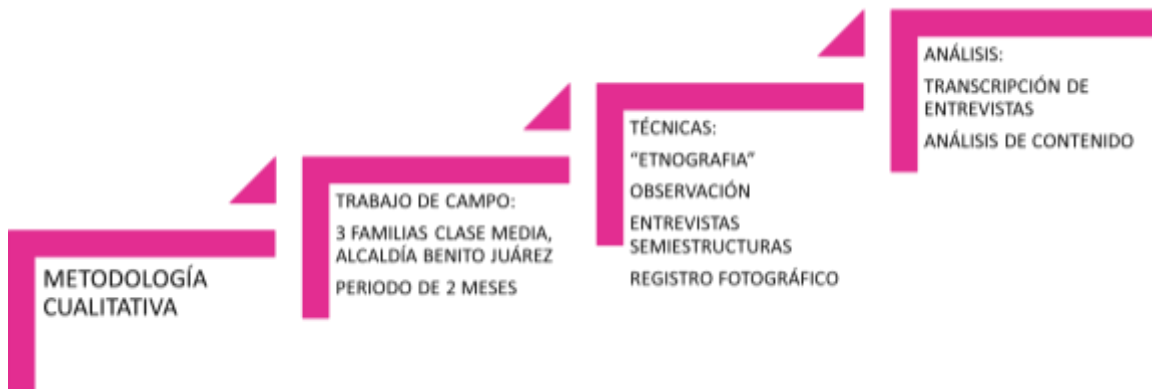 METODOLOGÍA
CUALITATIVA
TRABAJO DE CAMPO:
3 FAMILIAS CLASE MEDIA,
ALCALDÍA BENITO JUÁREZ
PERIODO DE 2 MESES
TÉCNICAS:
“ETNOGRAFIA”
OBSERVACIÓN
ENTREVISTAS
SEMIESTRUCTURAS
REGISTRO FOTOGRÁFICO
ANÁLISIS:
TRANSCRIPCIÓN DE
ENTREVISTAS
ANÁLISIS DE CONTENIDO